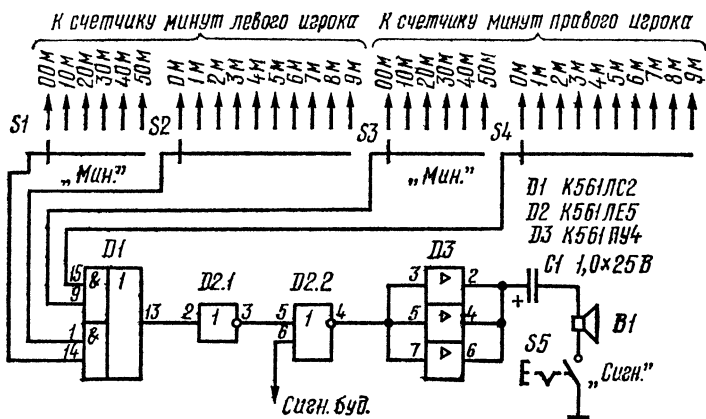 К счетчику минут левого игрока
К счетчику минут правого игрока
00м 10м 20м 30м 40м 50м
0м 1м 2м 3м 4м 5м 6м 7м 8м 9м
00м 10м 20м 30м 40м 50м
0м 1м 2м 3м 4м 5м 6м 7м 8м 9м
S1 S2 S3 S4
„Мин.” „Мин.”
D1 К561ЛС2
D2 К561ЛЕ5
D3 К561ПУ4
C1 1,0×25В
D1 D2.1 D2.2 D3
15 & 1
9
1 &
14
13 2 1 3 5 1 4
6
3 2
5 4
7 6
+
B1
S5
„Сигн.”
Сигн. буд.